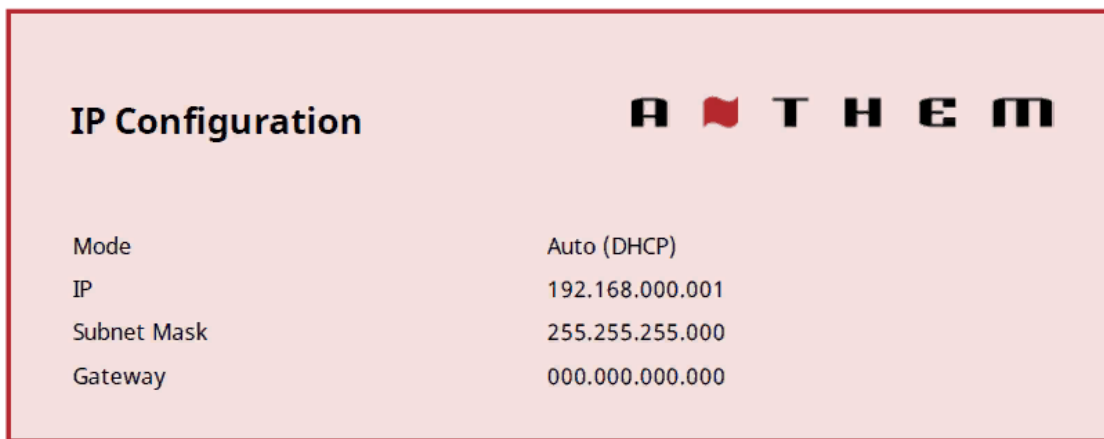 IP Configuration
ANTHEM
Mode Auto (DHCP)
IP 192.168.000.001
Subnet Mask 255.255.255.000
Gateway 000.000.000.000